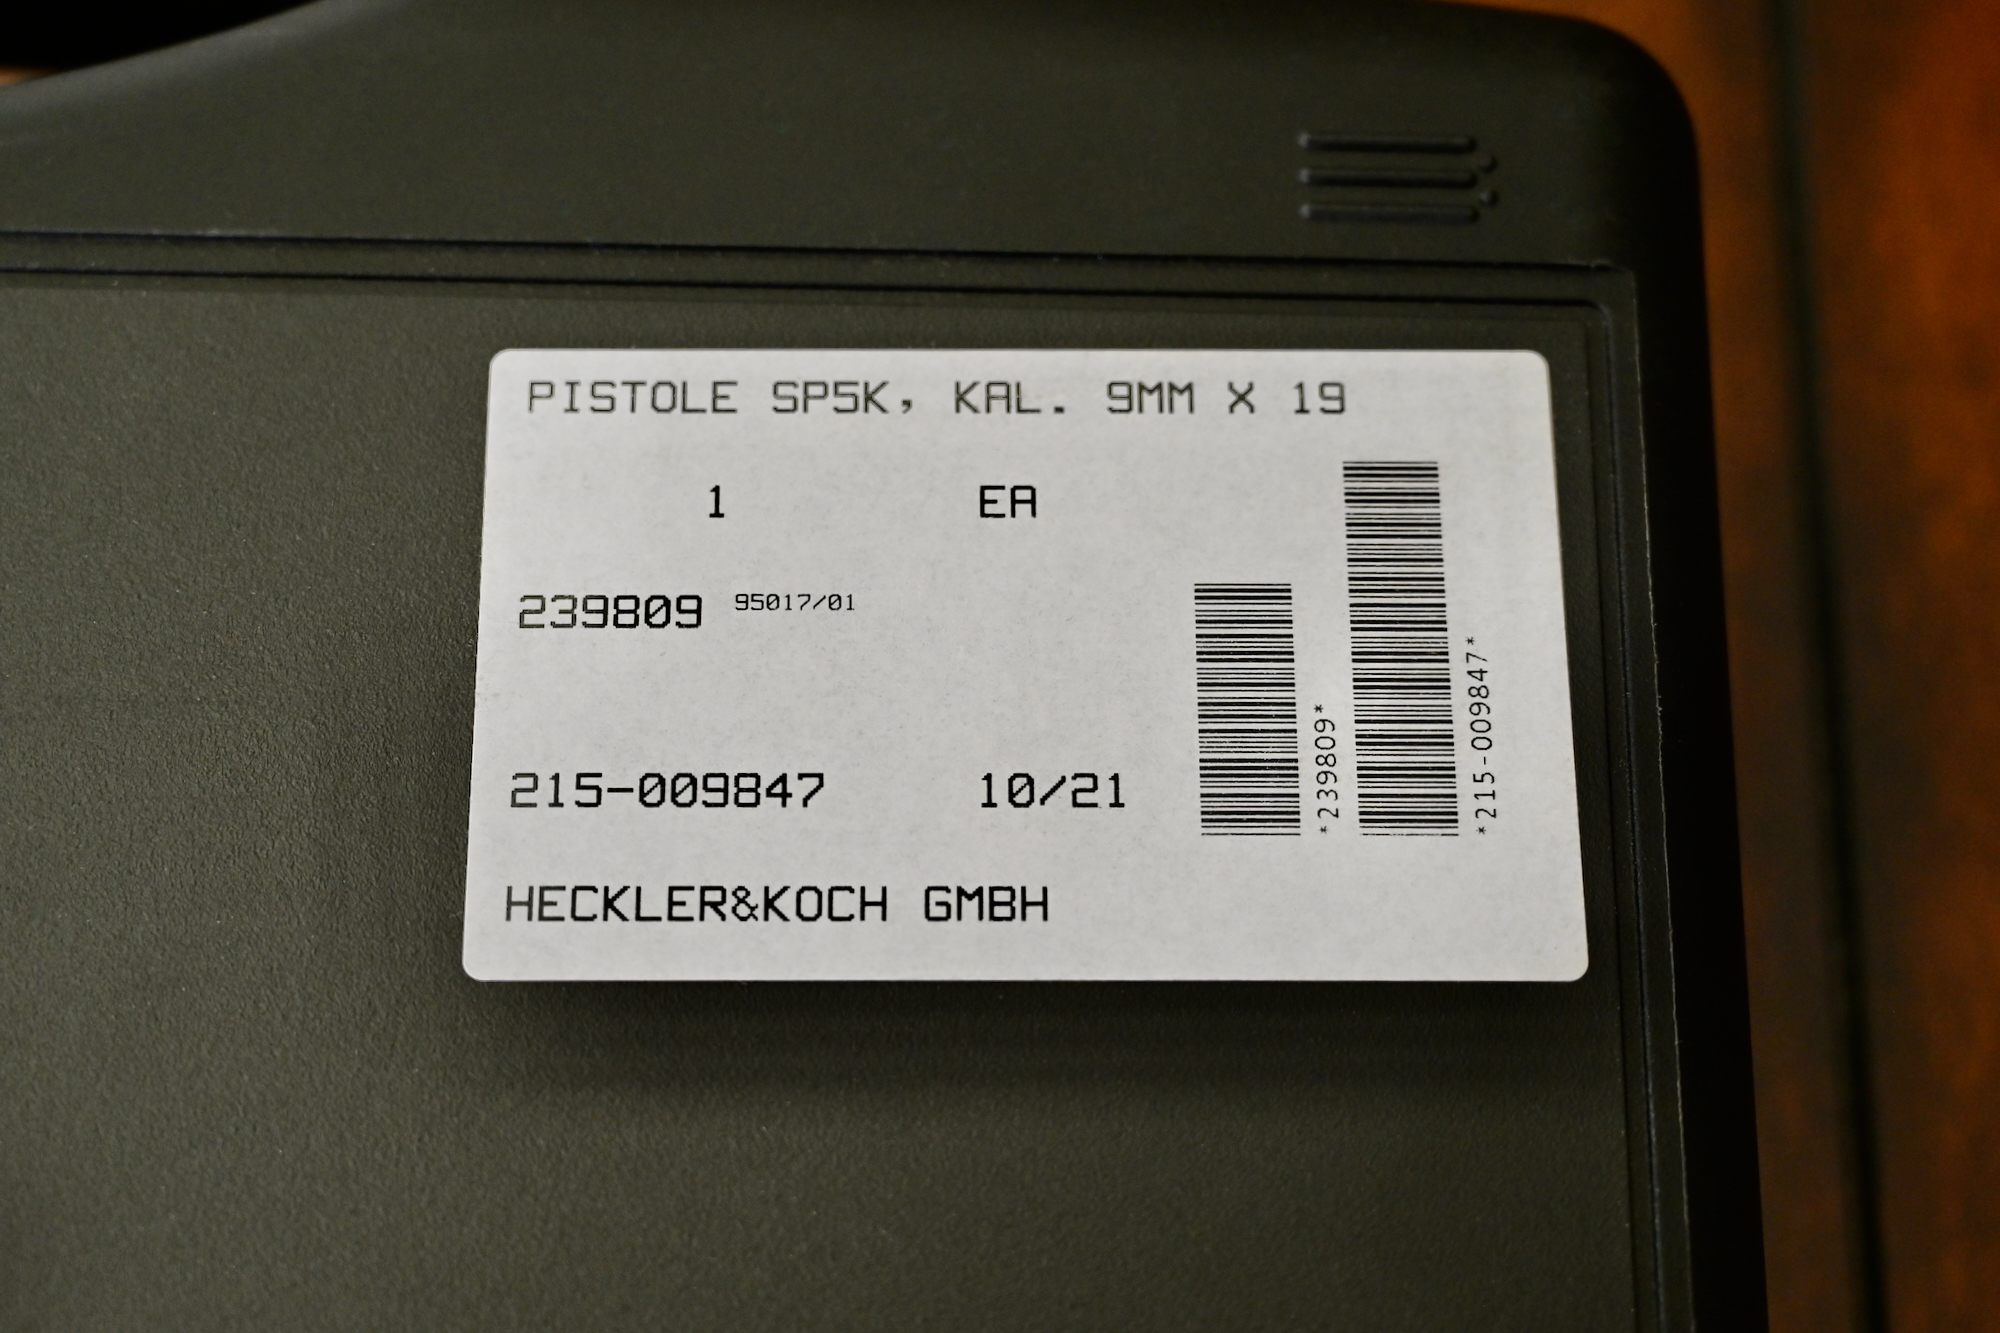 PISTOLE SP5K, KAL. 9MM X 19
1 EA
239809 95017/01
215-009847 10/21
HECKLER&KOCH GMBH
*239809*
*215-009847*